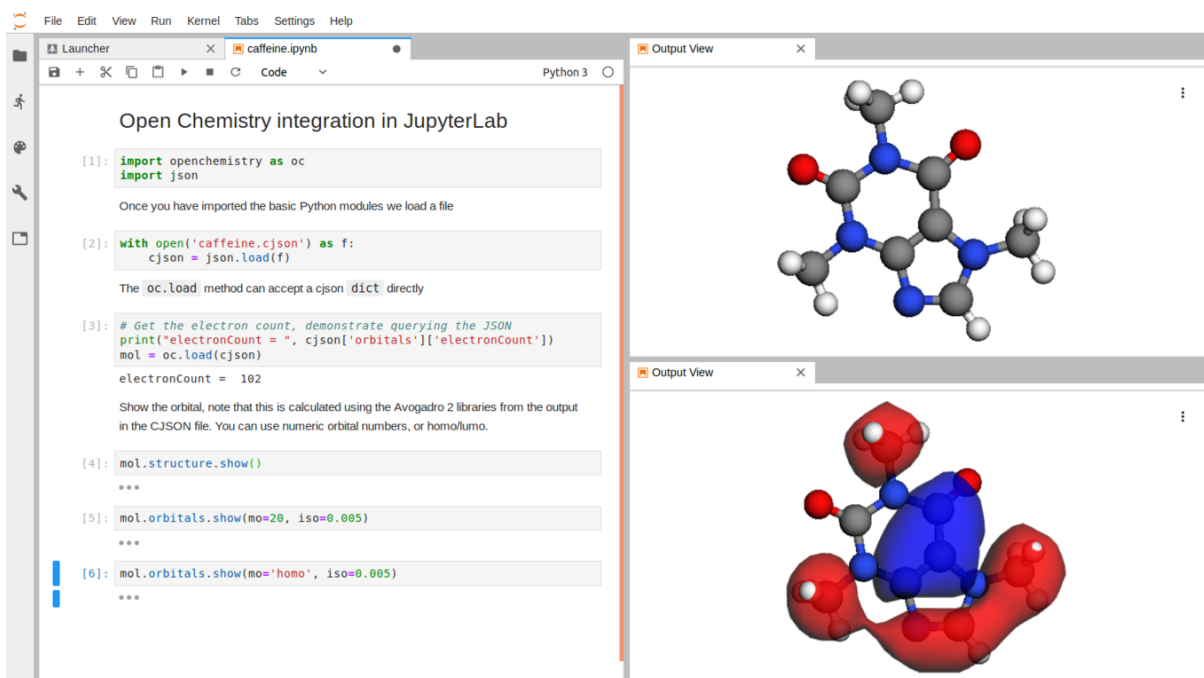 File Edit View Run Kernel Tabs Settings Help
Launcher
caffeine.ipynb
Code
Python 3
Open Chemistry integration in JupyterLab
[1]: import openchemistry as oc
import json
Once you have imported the basic Python modules we load a file
[2]: with open('caffeine.cjson') as f:
cjson = json.load(f)
The oc.load method can accept a cjson dict directly
[3]: # Get the electron count, demonstrate querying the JSON
print("electronCount = ", cjson['orbitals']['electronCount'])
mol = oc.load(cjson)
electronCount =  102
Show the orbital, note that this is calculated using the Avogadro 2 libraries from the output
in the CJSON file. You can use numeric orbital numbers, or homo/lumo.
[4]: mol.structure.show()
[5]: mol.orbitals.show(mo=20, iso=0.005)
[6]: mol.orbitals.show(mo='homo', iso=0.005)
Output View
Output View